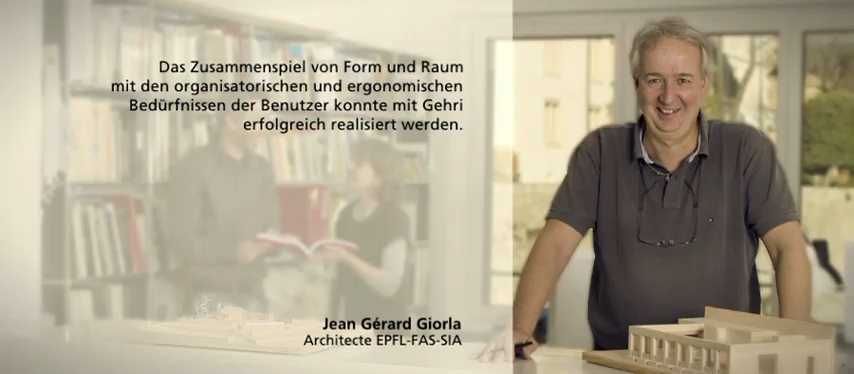 Das Zusammenspiel von Form und Raum
mit den organisatorischen und ergonomischen
Bedürfnissen der Benutzer konnte mit Gehri
erfolgreich realisiert werden.
Jean Gérard Giorla
Architecte EPFL-FAS-SIA